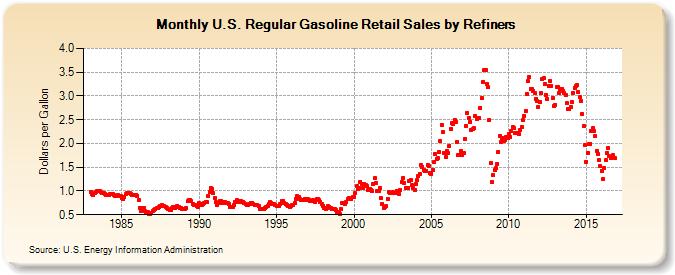 Monthly U.S. Regular Gasoline Retail Sales by Refiners
Dollars per Gallon
4.0
3.5
3.0
2.5
2.0
1.5
1.0
0.5
1985 1990 1995 2000 2005 2010 2015
Source: U.S. Energy Information Administration